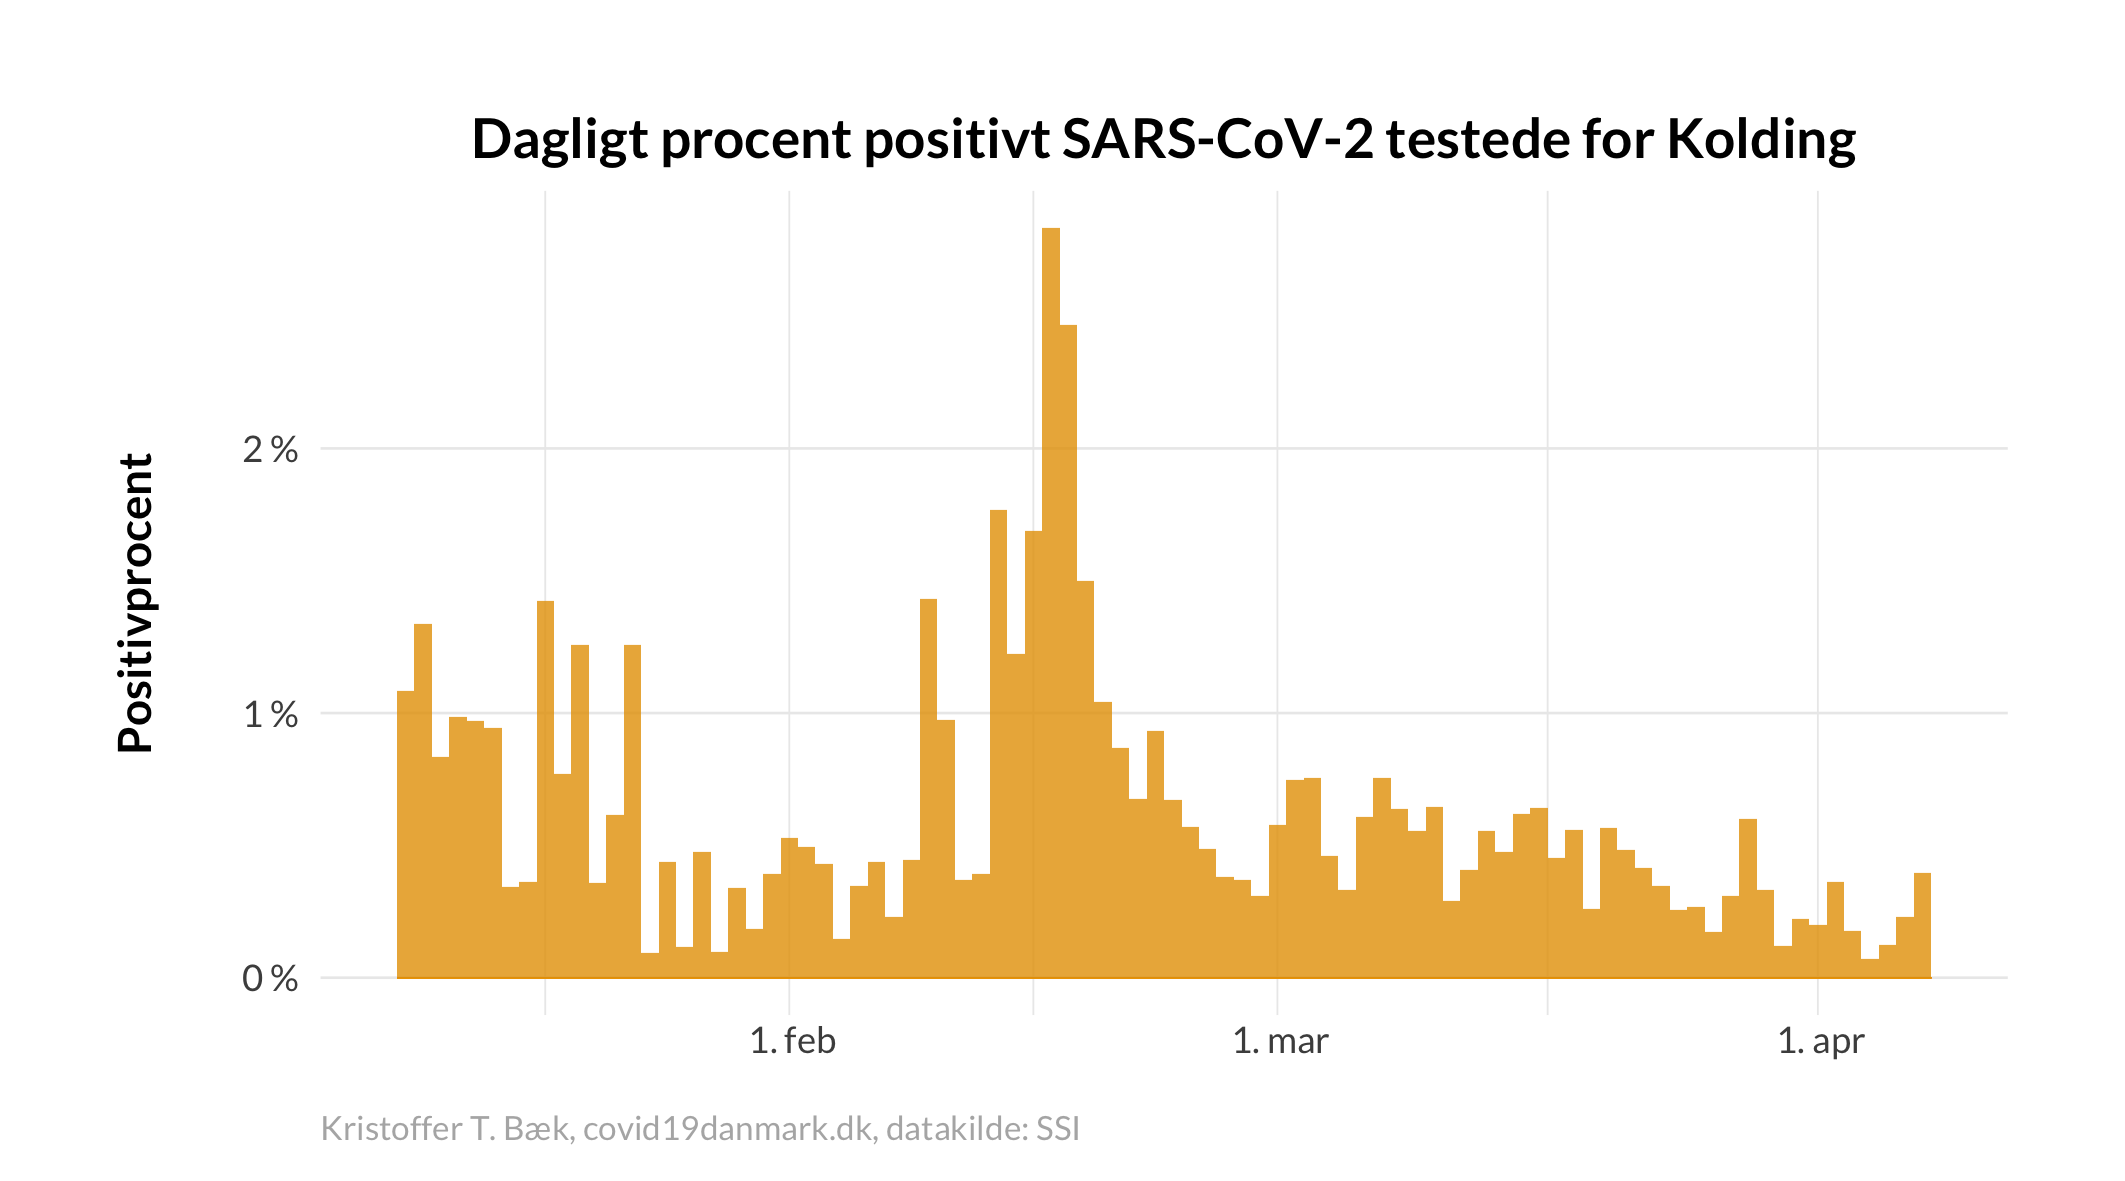 Dagligt procent positivt SARS-CoV-2 testede for Kolding
Positivprocent
2 %
1 %
0 %
1. feb
1. mar
1. apr
Kristoffer T. Bæk, covid19danmark.dk, datakilde: SSI